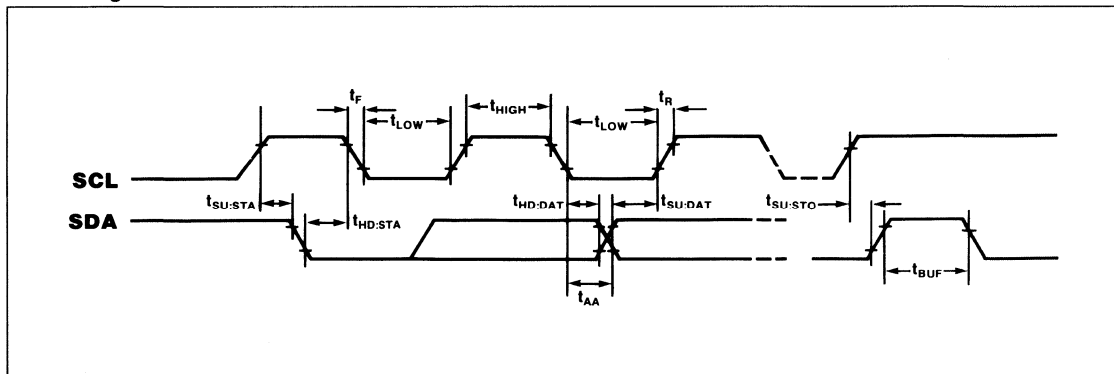 tF
tLOW
tHIGH
tLOW
tR
SCL
tSU:STA
tHD:STA
tHD:DAT
tSU:DAT
tSU:STO
SDA
tAA
tBUF